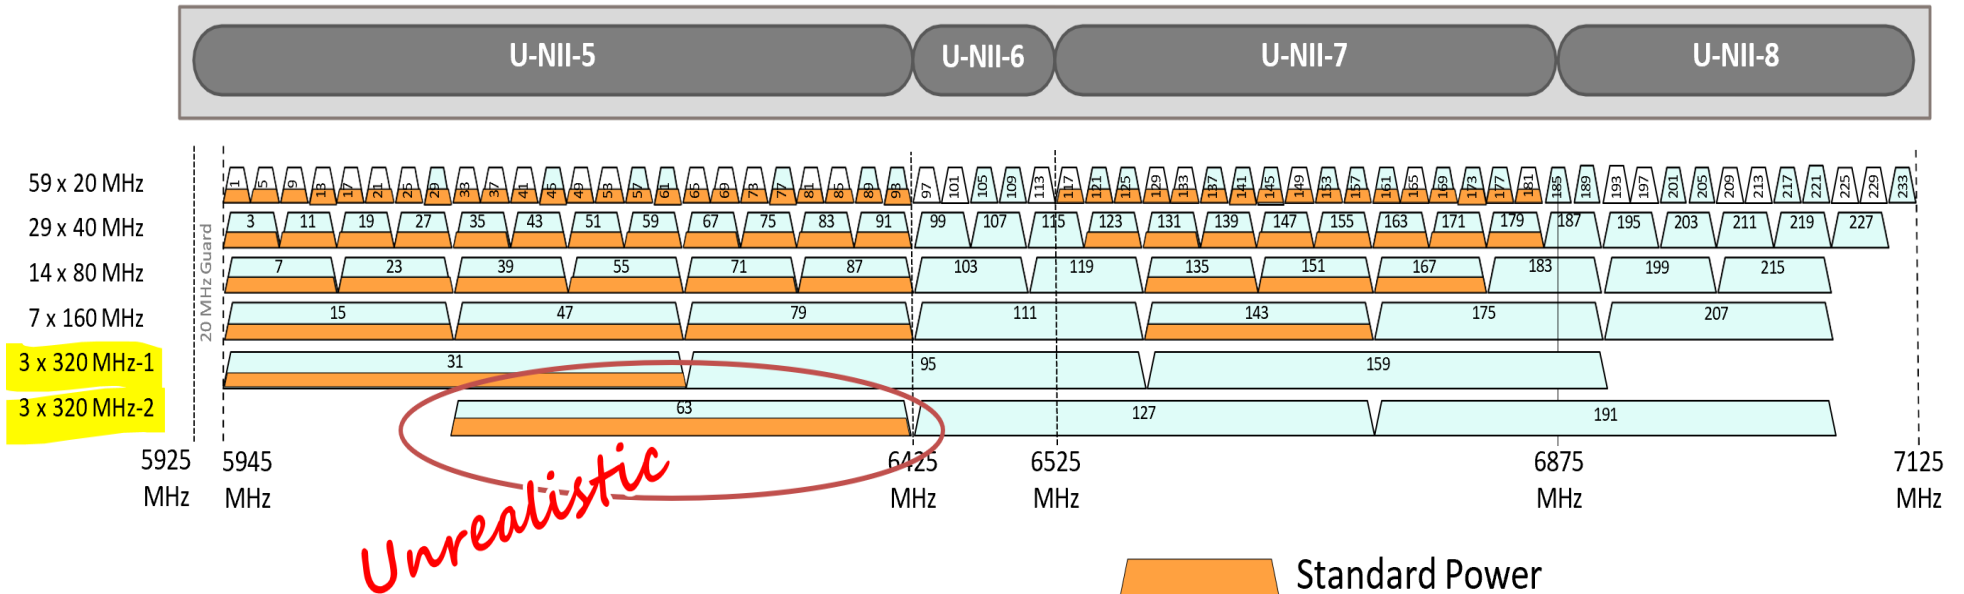 U-NII-5 U-NII-6 U-NII-7 U-NII-8
59 x 20 MHz 1 5 9 13 17 21 25 29 33 37 41 45 49 53 57 61 65 69 73 77 81 85 89 93 97 101 105 109 113 117 121 125 129 133 137 141 145 149 153 157 161 155 169 173 177 181 185 189 193 197 201 205 209 213 217 221 225 229 233
29 x 40 MHz 3 11 19 27 35 43 51 59 67 75 83 91 99 107 115 123 131 139 147 155 163 171 179 187 195 203 211 219 227
14 x 80 MHz 7 23 39 55 71 87 103 119 135 151 167 183 199 215
20 MHz Guard
7 x 160 MHz 15 47 79 111 143 175 207
3 x 320 MHz-1 31 95 159
3 x 320 MHz-2 63 127 191
5925 MHz
5945 MHz
6425 MHz
6525 MHz
6875 MHz
7125 MHz
Unrealistic
Standard Power